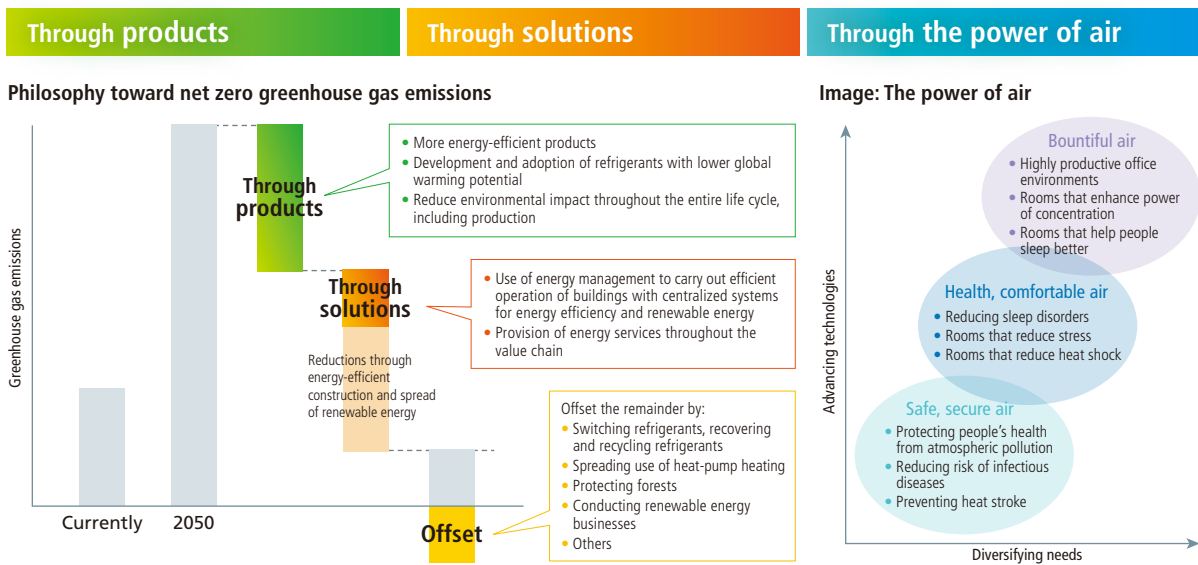 Through products
Through solutions
Through the power of air
Philosophy toward net zero greenhouse gas emissions
Greenhouse gas emissions
Currently
2050
Through
products
• More energy-efficient products
• Development and adoption of refrigerants with lower global
warming potential
• Reduce environmental impact throughout the entire life cycle,
including production
Through
solutions
• Use of energy management to carry out efficient
operation of buildings with centralized systems
for energy efficiency and renewable energy
• Provision of energy services throughout the
value chain
Reductions through
energy-efficient
construction and spread
of renewable energy
Offset
Offset the remainder by:
• Switching refrigerants, recovering
and recycling refrigerants
• Spreading use of heat-pump heating
• Protecting forests
• Conducting renewable energy
businesses
• Others
Image: The power of air
Advancing technologies
Bountiful air
• Highly productive office
environments
• Rooms that enhance power
of concentration
• Rooms that help people
sleep better
Health, comfortable air
• Reducing sleep disorders
• Rooms that reduce stress
• Rooms that reduce heat shock
Safe, secure air
• Protecting people’s health
from atmospheric pollution
• Reducing risk of infectious
diseases
• Preventing heat stroke
Diversifying needs